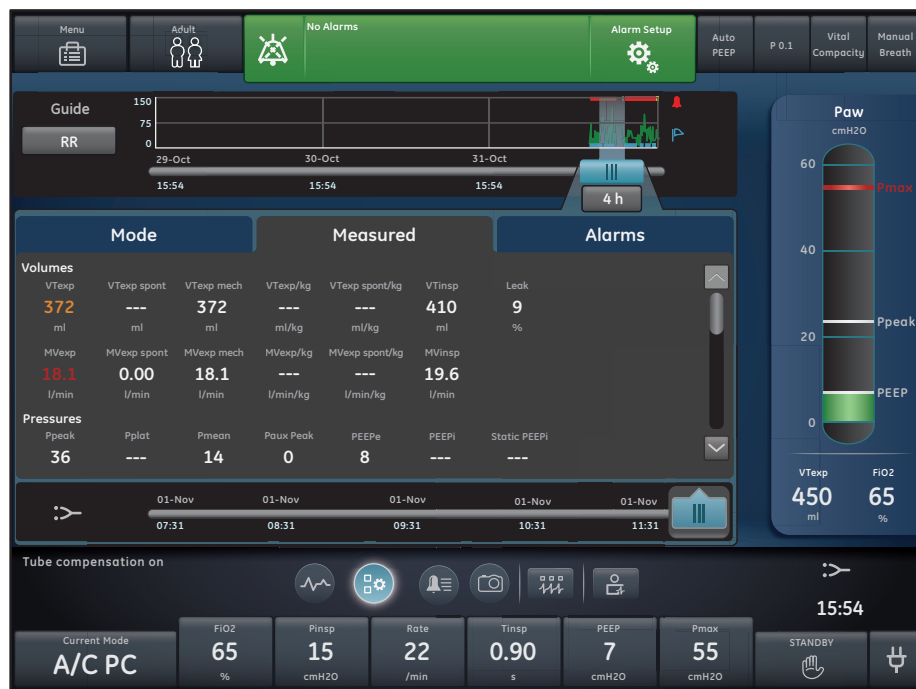 Menu
Adult
No Alarms
Alarm Setup
Auto
PEEP
P 0.1
Vital
Compacity
Manual
Breath
Guide
RR
150
75
0
29-Oct
30-Oct
31-Oct
15:54
15:54
15:54
4 h
Paw
cmH2O
60
40
20
0
Pmax
Ppeak
PEEP
VTexp
450
ml
FiO2
65
%
Mode
Measured
Alarms
Volumes
VTexp VTexp spont VTexp mech VTexp/kg VTexp spont/kg VTinsp Leak
372 --- 372 --- --- 410 9
ml ml ml ml/kg ml/kg ml %
MVexp MVexp spont MVexp mech MVexp/kg MVexp spont/kg MVinsp
18.1 0.00 18.1 --- --- 19.6
l/min l/min l/min l/min/kg l/min/kg l/min
Pressures
Ppeak Pplat Pmean Paux Peak PEEPe PEEPi Static PEEPi
36 --- 14 0 8 --- ---
01-Nov 01-Nov 01-Nov 01-Nov 01-Nov
07:31 08:31 09:31 10:31 11:31
Tube compensation on
15:54
Current Mode
A/C PC
FiO2
65
%
Pinsp
15
cmH2O
Rate
22
/min
Tinsp
0.90
s
PEEP
7
cmH2O
Pmax
55
cmH2O
STANDBY